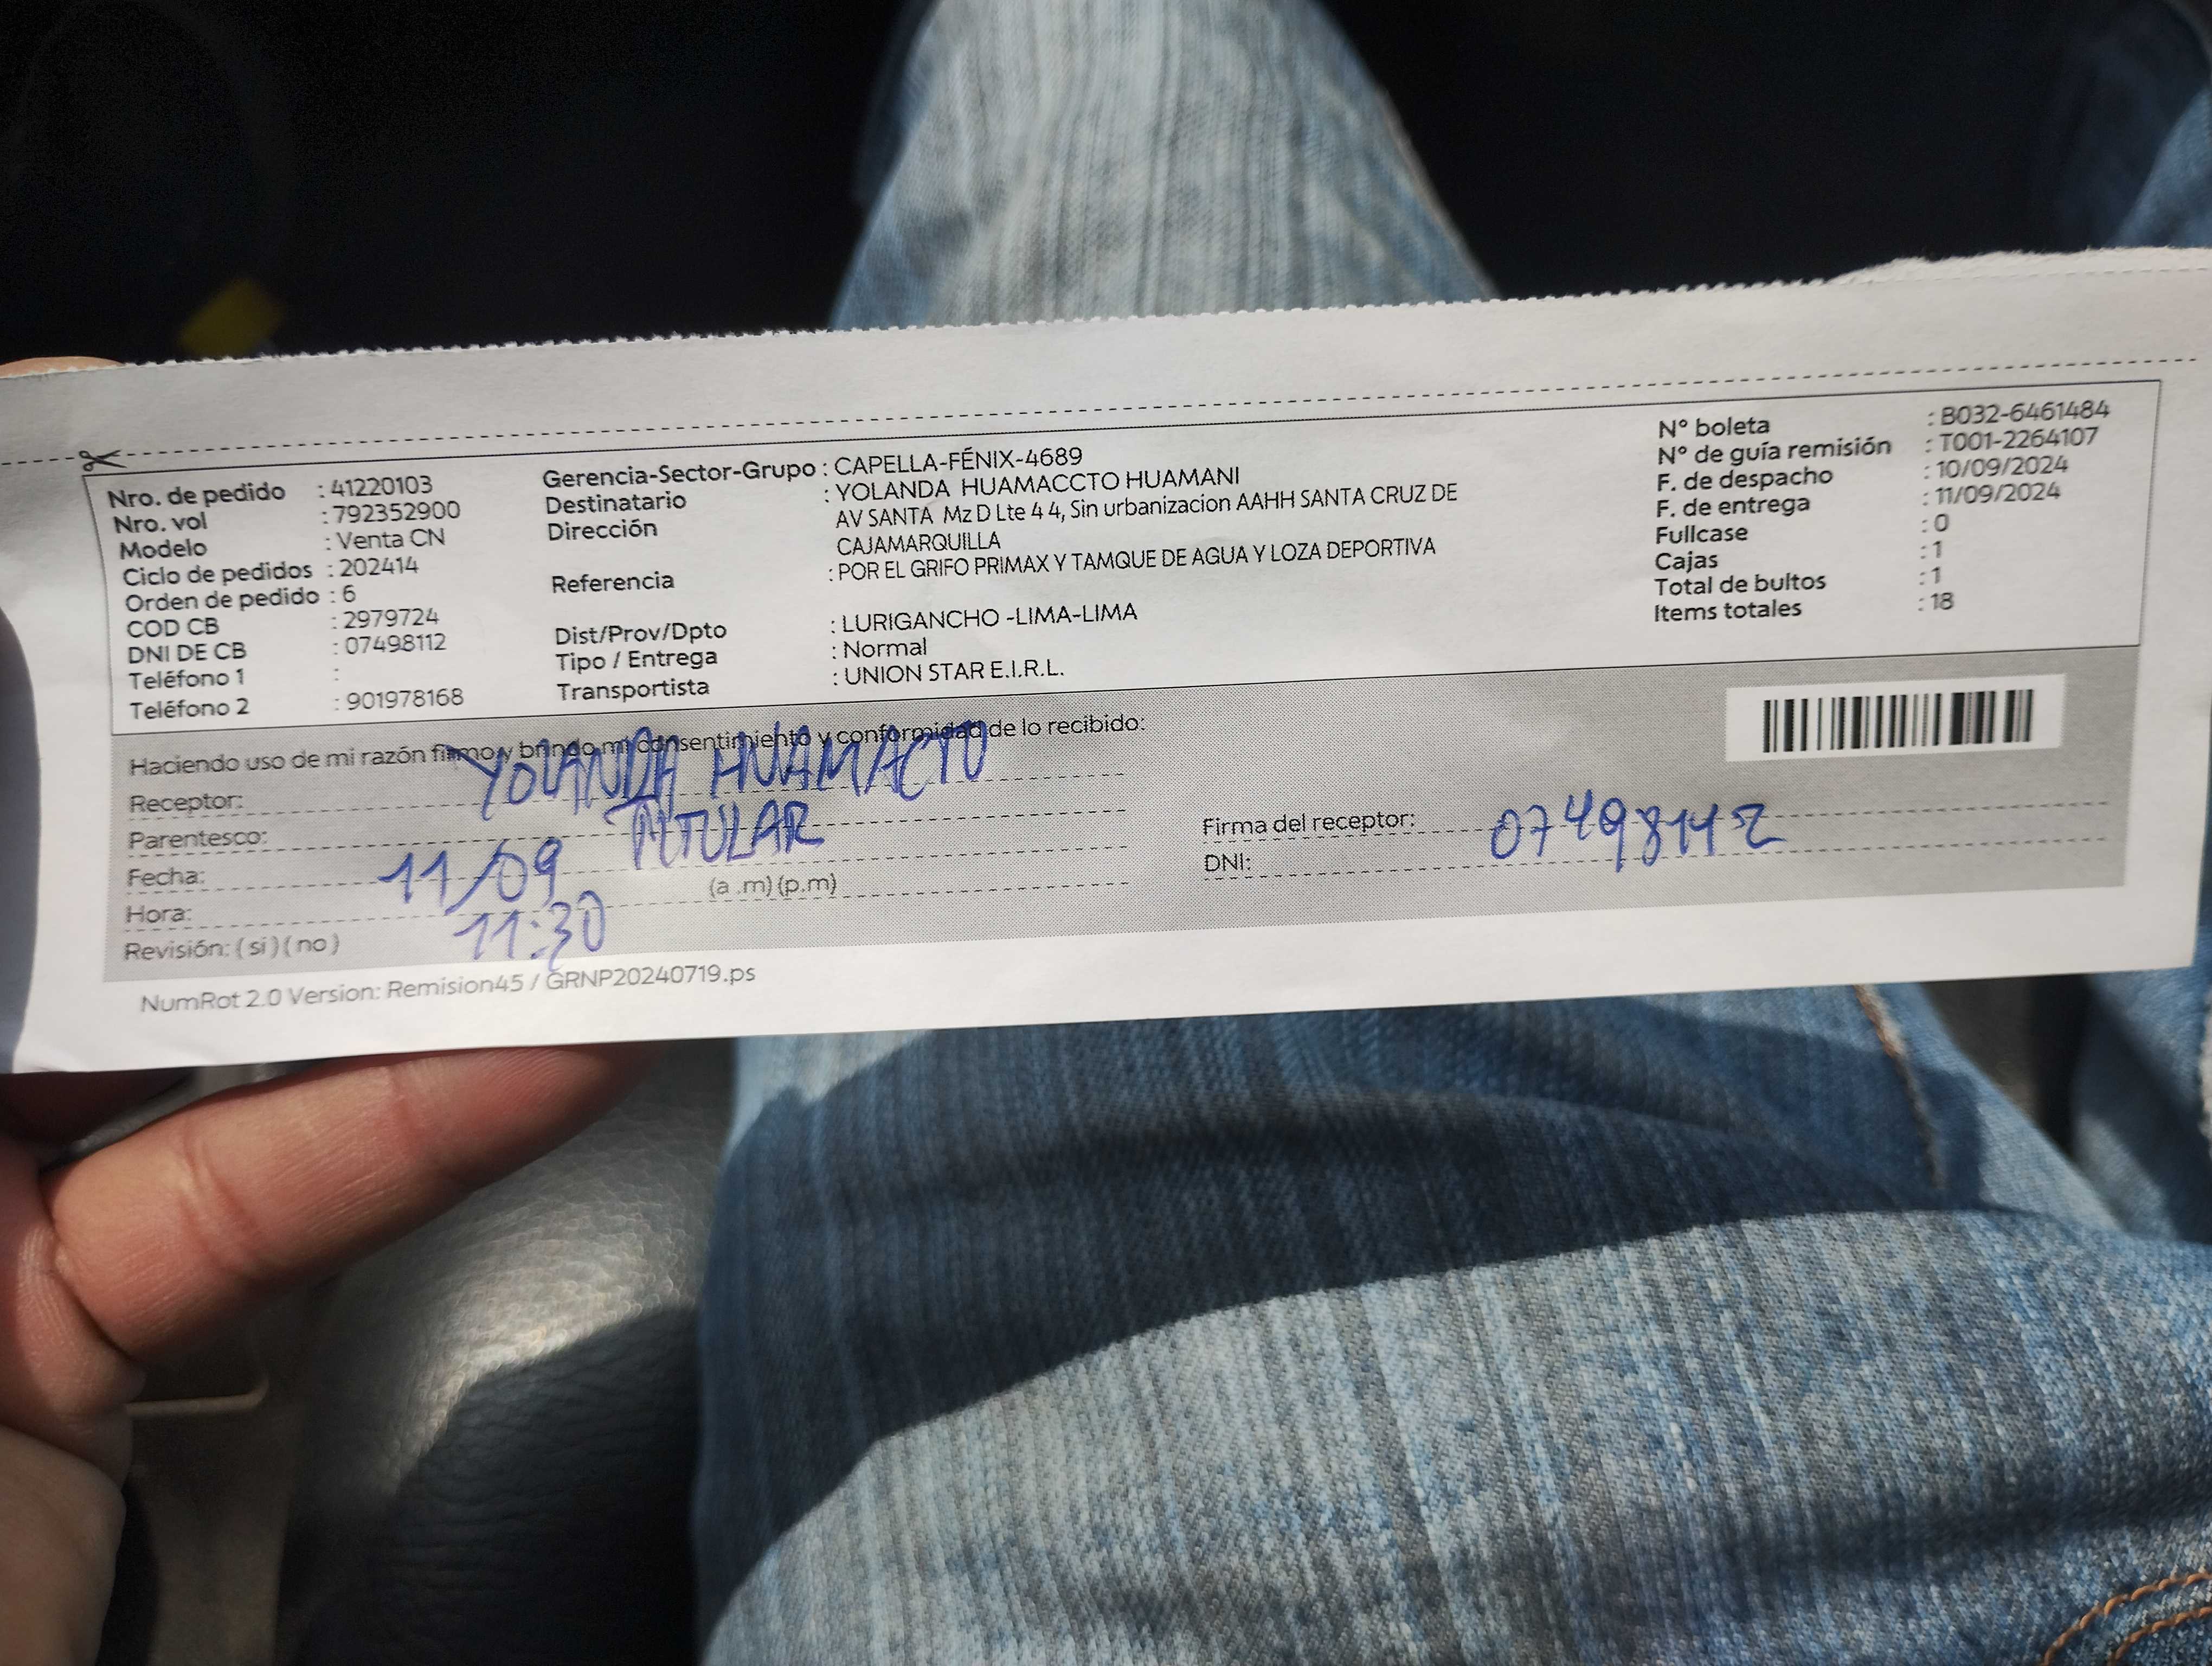 Nro. de pedido : 41220103
Nro. vol : 792352900
Modelo : Venta CN
Ciclo de pedidos : 202414
Orden de pedido : 6
COD CB : 2979724
DNI DE CB : 07498112
Teléfono 1 :
Teléfono 2 : 901978168
Gerencia-Sector-Grupo : CAPELLA-FÉNIX-4689
Destinatario : YOLANDA HUAMACCTO HUAMANI
Dirección AV SANTA Mz D Lte 4 4, Sin urbanizacion AAHH SANTA CRUZ DE
CAJAMARQUILLA
Referencia : POR EL GRIFO PRIMAX Y TAMQUE DE AGUA Y LOZA DEPORTIVA
Dist/Prov/Dpto : LURIGANCHO -LIMA-LIMA
Tipo / Entrega : Normal
Transportista : UNION STAR E.I.R.L.
N° boleta : B032-6461484
N° de guía remisión : T001-2264107
F. de despacho : 10/09/2024
F. de entrega : 11/09/2024
Fullcase : 0
Cajas : 1
Total de bultos : 1
Items totales : 18
Haciendo uso de mi razón firmo y brindo mi consentimiento y conformidad de lo recibido:
Receptor: YOLANDA HUAMACTO
Parentesco: TITULAR
Fecha: 11/09
Hora: 11:30 (a .m) (p.m)
Revisión: ( si ) ( no )
Firma del receptor:
DNI: 07498112
NumRot 2.0 Version: Remision45 / GRNP20240719.ps